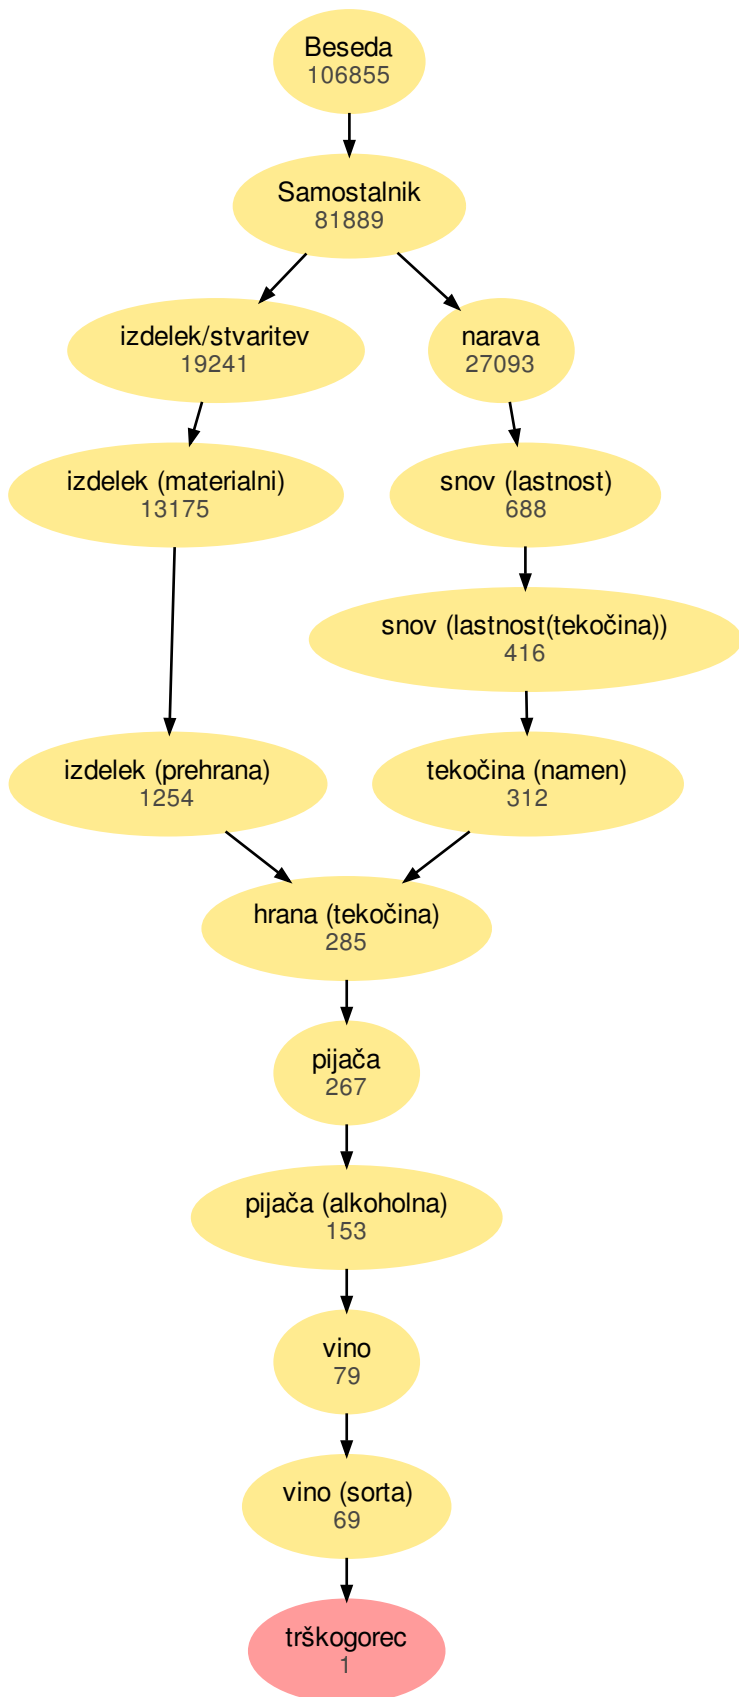 Beseda
106855
Samostalnik
81889
izdelek/stvaritev
19241
narava
27093
izdelek (materialni)
13175
snov (lastnost)
688
snov (lastnost(tekočina))
416
izdelek (prehrana)
1254
tekočina (namen)
312
hrana (tekočina)
285
pijača
267
pijača (alkoholna)
153
vino
79
vino (sorta)
69
trškogorec
1